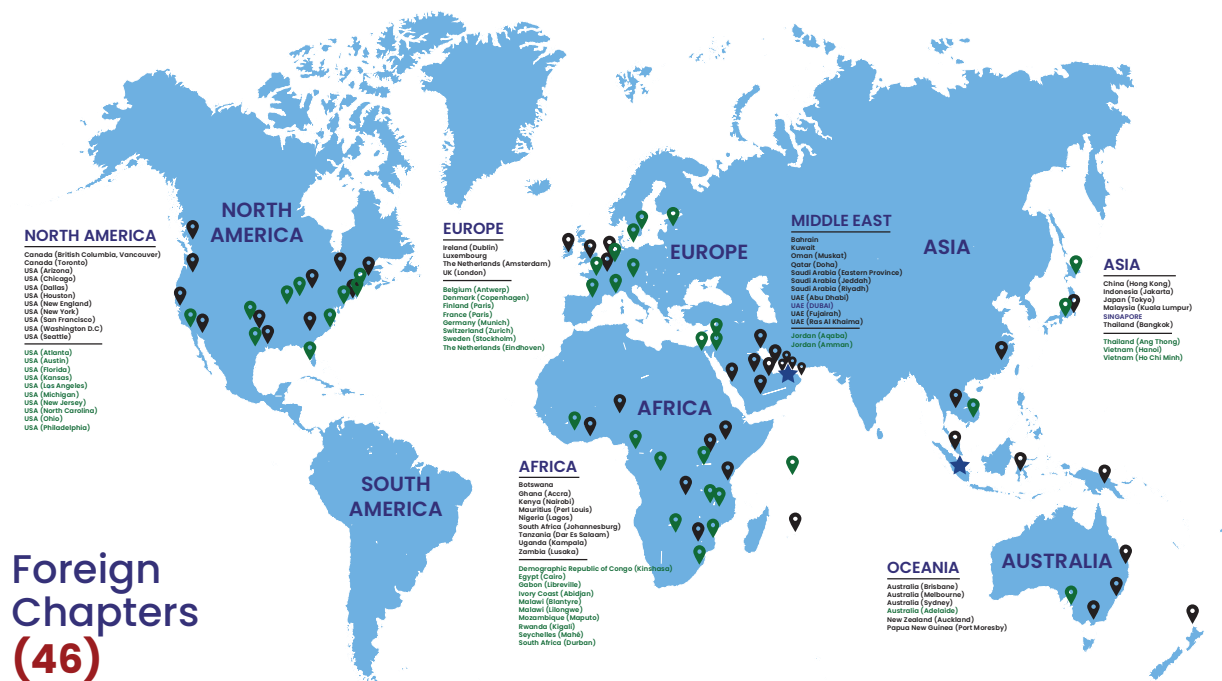 NORTH
AMERICA
NORTH AMERICA
Canada (British Columbia, Vancouver)
Canada (Toronto)
USA (Arizona)
USA (Chicago)
USA (Dallas)
USA (Houston)
USA (New England)
USA (New York)
USA (San Francisco)
USA (Washington D.C)
USA (Seattle)
USA (Atlanta)
USA (Austin)
USA (Florida)
USA (Kansas)
USA (Los Angeles)
USA (Michigan)
USA (New Jersey)
USA (North Carolina)
USA (Ohio)
USA (Philadelphia)
EUROPE
Ireland (Dublin)
Luxembourg
The Netherlands (Amsterdam)
UK (London)
Belgium (Antwerp)
Denmark (Copenhagen)
Finland (Paris)
France (Paris)
Germany (Munich)
Switzerland (Zurich)
Sweden (Stockholm)
The Netherlands (Eindhoven)
EUROPE
MIDDLE EAST
Bahrain
Kuwait
Oman (Muskat)
Qatar (Doha)
Saudi Arabia (Eastern Province)
Saudi Arabia (Jeddah)
Saudi Arabia (Riyadh)
UAE (Abu Dhabi)
UAE (DUBAI)
UAE (Fujairah)
UAE (Ras Al Khaima)
Jordan (Aqaba)
Jordan (Amman)
ASIA
ASIA
China (Hong Kong)
Indonesia (Jakarta)
Japan (Tokyo)
Malaysia (Kuala Lumpur)
SINGAPORE
Thailand (Bangkok)
Thailand (Ang Thong)
Vietnam (Hanoi)
Vietnam (Ho Chi Minh)
AFRICA
SOUTH
AMERICA
AFRICA
Botswana
Ghana (Accra)
Kenya (Nairobi)
Mauritius (Perl Louis)
Nigeria (Lagos)
South Africa (Johannesburg)
Tanzania (Dar Es Salaam)
Uganda (Kampala)
Zambia (Lusaka)
Demographic Republic of Congo (Kinshasa)
Egypt (Cairo)
Gabon (Libreville)
Ivory Coast (Abidjan)
Malawi (Blantyre)
Malawi (Lilongwe)
Mozambique (Maputo)
Rwanda (Kigali)
Seychelles (Mahé)
South Africa (Durban)
AUSTRALIA
OCEANIA
Australia (Brisbane)
Australia (Melbourne)
Australia (Sydney)
Australia (Adelaide)
New Zealand (Auckland)
Papua New Guinea (Port Moresby)
Foreign
Chapters
(46)